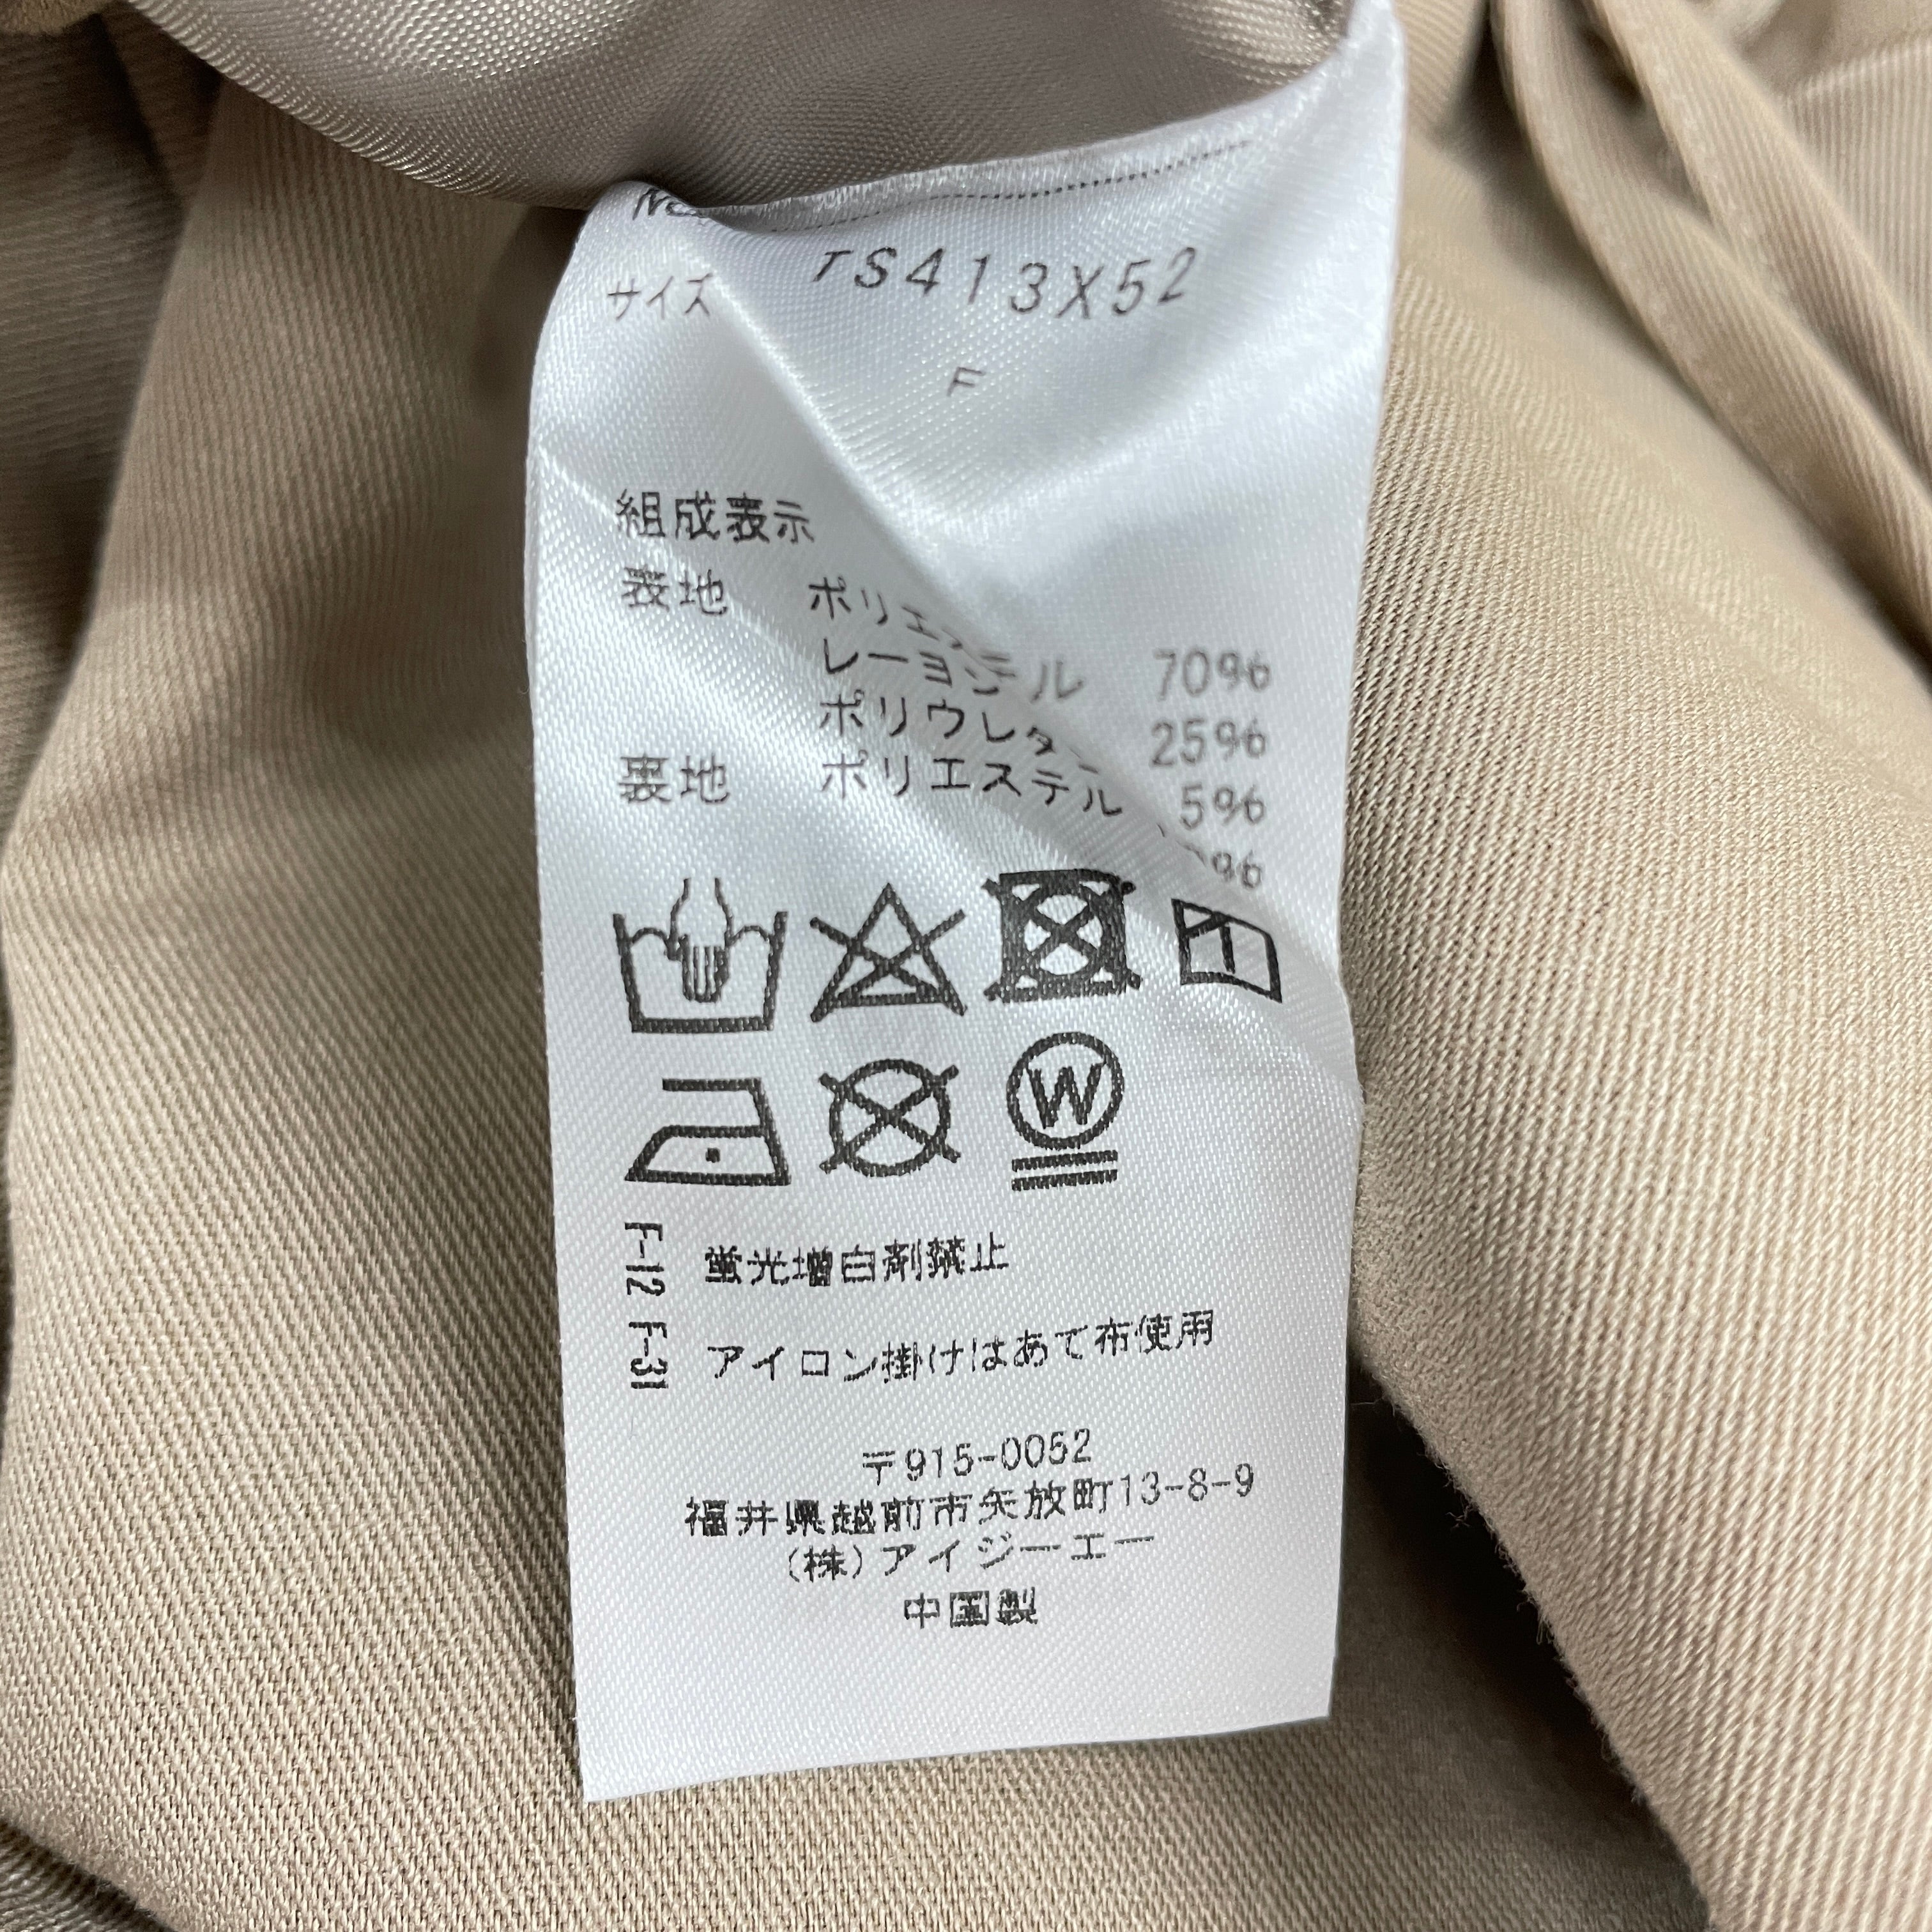 TS413X52
サイズ
F
組成表示
表地 ポリエステル 70%
レーヨン 25%
ポリウレタン 5%
裏地 ポリエステル
W
F-12 蛍光増白剤禁止
F-31 アイロン掛けはあて布使用
〒915-0052
福井県越前市矢放町13-8-9
(株)アイジーエー
中国製